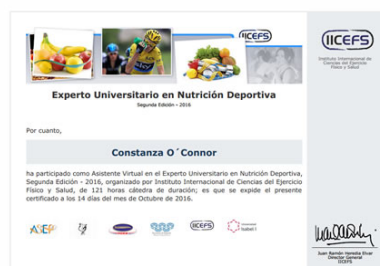 IICEFS
IICEFS
Instituto Internacional de
Ciencias del Ejercicio
Físico y Salud
Experto Universitario en Nutrición Deportiva
Segunda Edición - 2016
Por cuanto,
Constanza O´Connor
ha participado como Asistente Virtual en el Experto Universitario en Nutrición Deportiva,
Segunda Edición - 2016, organizado por Instituto Internacional de Ciencias del Ejercicio
Físico y Salud, de 121 horas cátedra de duración; es que se expide el presente
certificado a los 14 días del mes de Octubre de 2016.
IICEFS
Isabel I
Juan Ramón Heredia Elvar
Director General
IICEFS